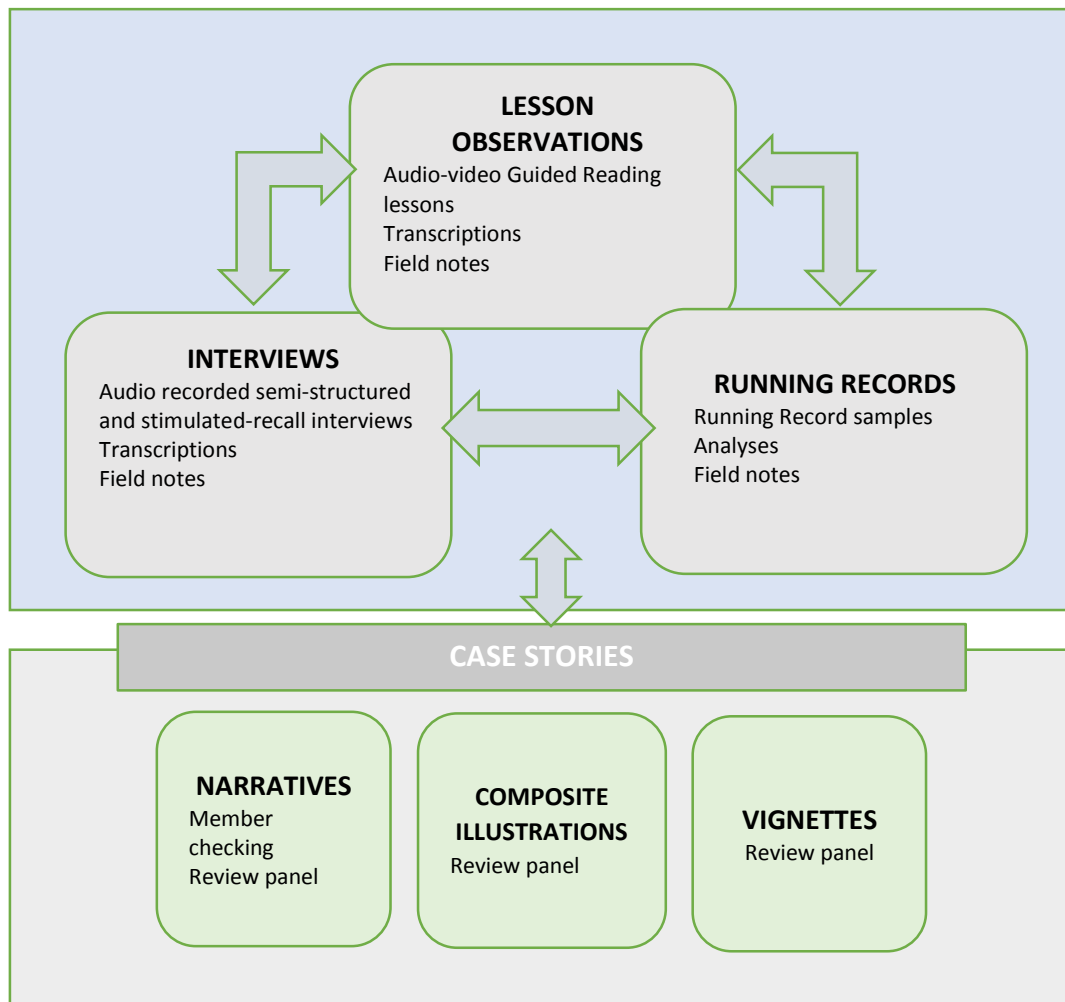 LESSON
OBSERVATIONS
Audio-video Guided Reading
lessons
Transcriptions
Field notes
INTERVIEWS
Audio recorded semi-structured
and stimulated-recall interviews
Transcriptions
Field notes
RUNNING RECORDS
Running Record samples
Analyses
Field notes
CASE STORIES
NARRATIVES
Member
checking
Review panel
COMPOSITE
ILLUSTRATIONS
Review panel
VIGNETTES
Review panel